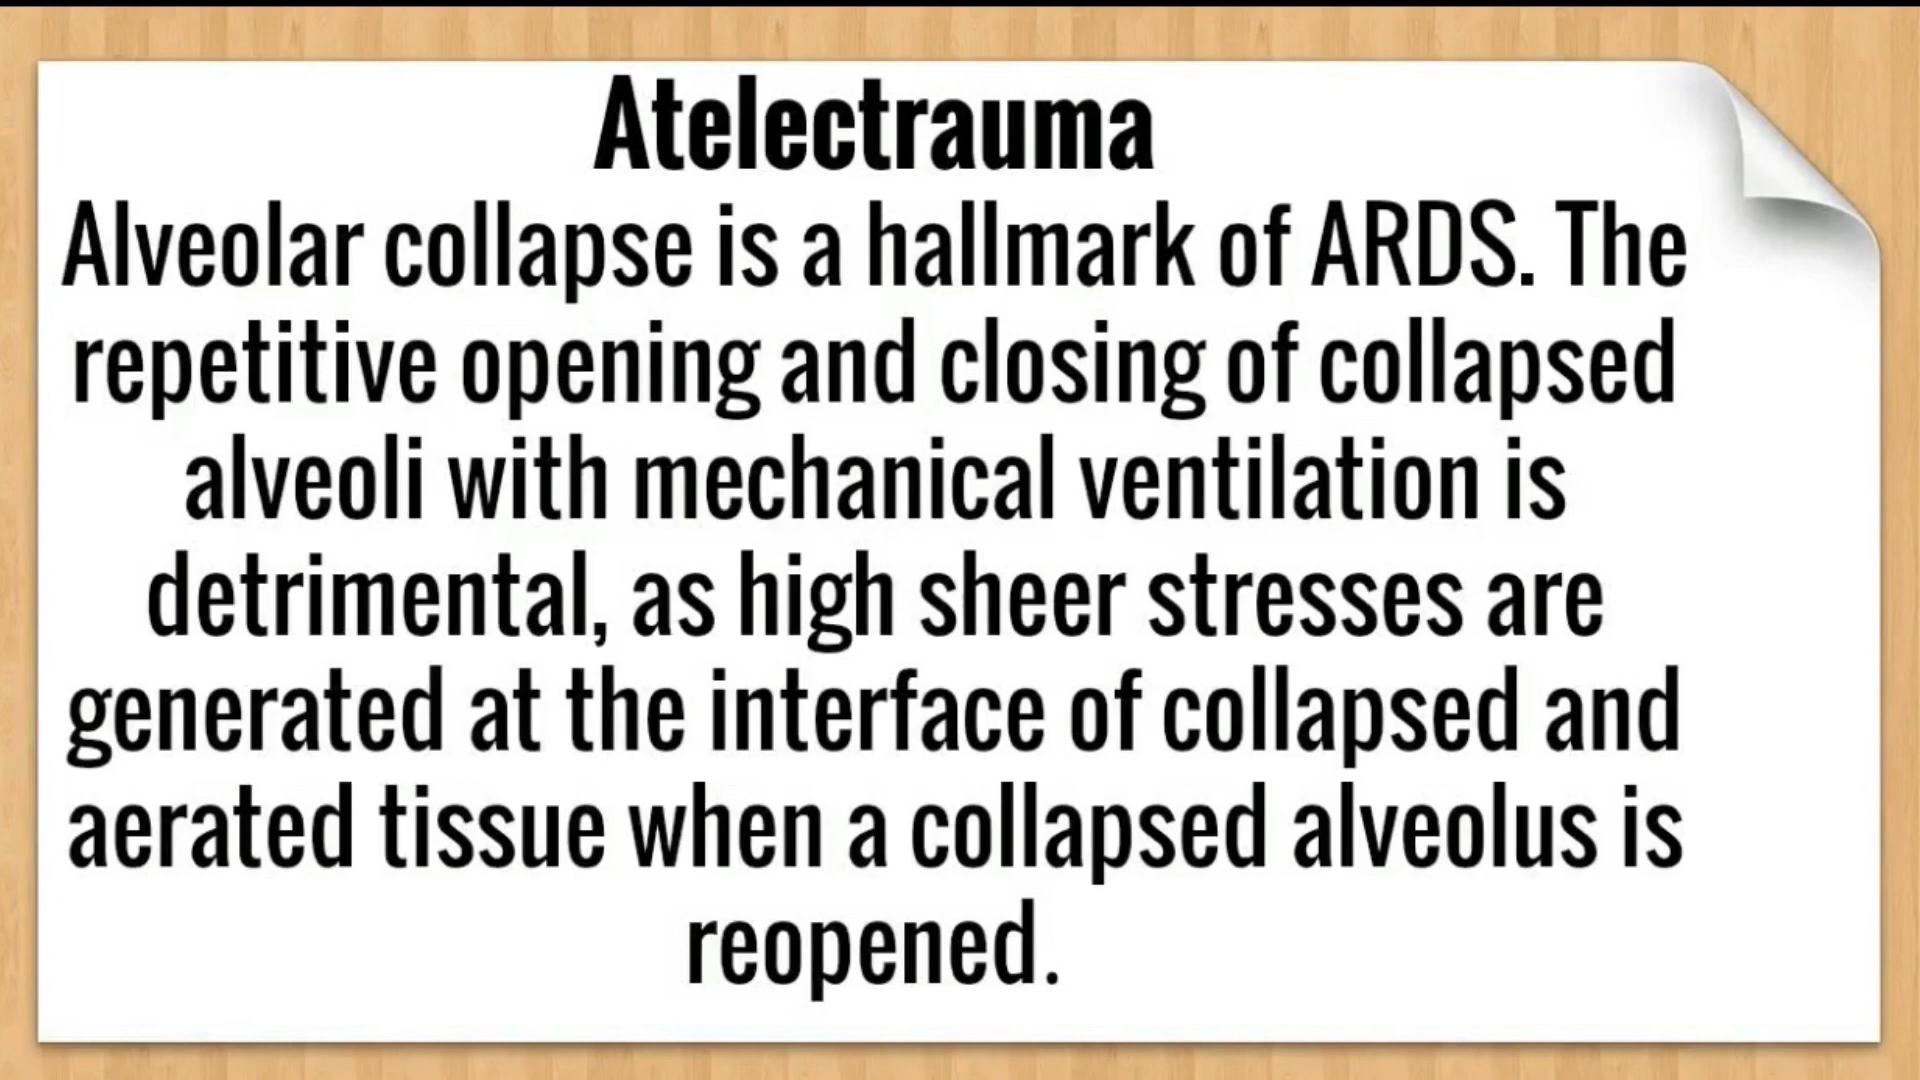 Atelectrauma
Alveolar collapse is a hallmark of ARDS. The
repetitive opening and closing of collapsed
alveoli with mechanical ventilation is
detrimental, as high sheer stresses are
generated at the interface of collapsed and
aerated tissue when a collapsed alveolus is
reopened.